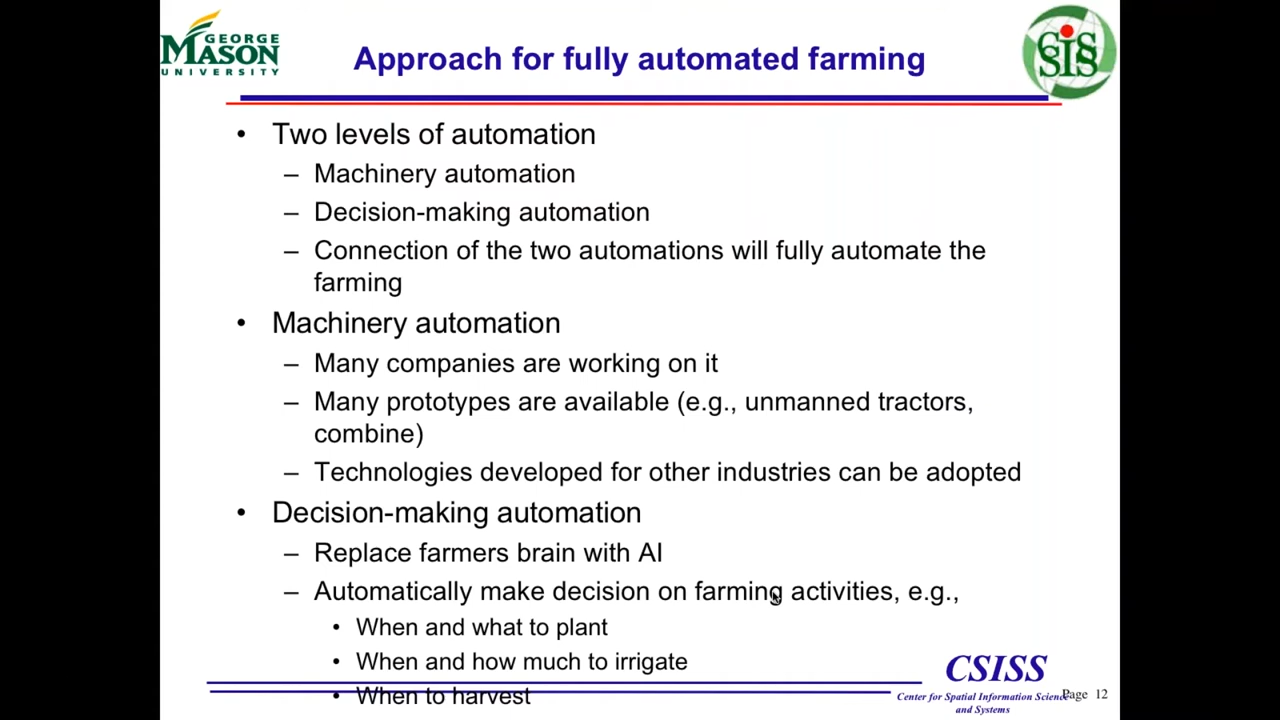 GEORGE
MASON
UNIVERSITY
Approach for fully automated farming
SIS
• Two levels of automation
– Machinery automation
– Decision-making automation
– Connection of the two automations will fully automate the
farming
• Machinery automation
– Many companies are working on it
– Many prototypes are available (e.g., unmanned tractors,
combine)
– Technologies developed for other industries can be adopted
• Decision-making automation
– Replace farmers brain with AI
– Automatically make decision on farming activities, e.g.,
• When and what to plant
• When and how much to irrigate
• When to harvest
CSISS
Center for Spatial Information Science
and Systems
Page 12